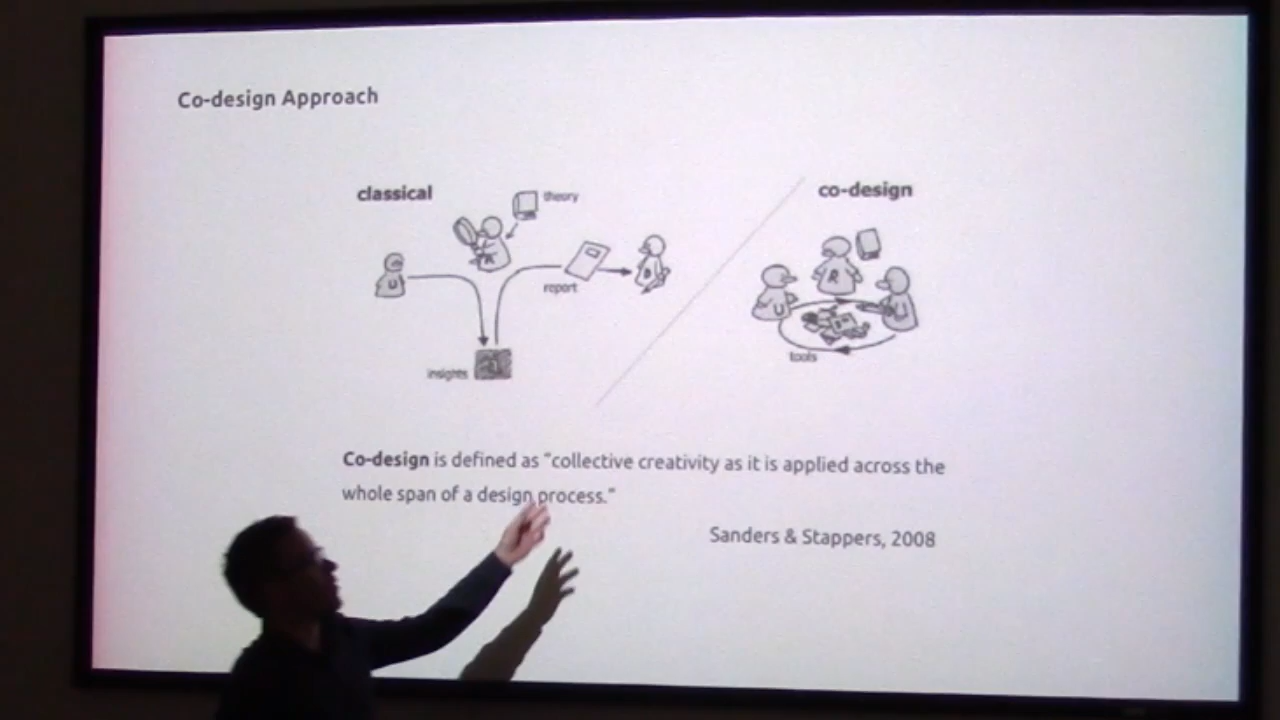 Co-design Approach
classical
co-design
theory
R
U
report
D
insights
R
U
tools
Co-design is defined as "collective creativity as it is applied across the
whole span of a design process."
Sanders & Stappers, 2008